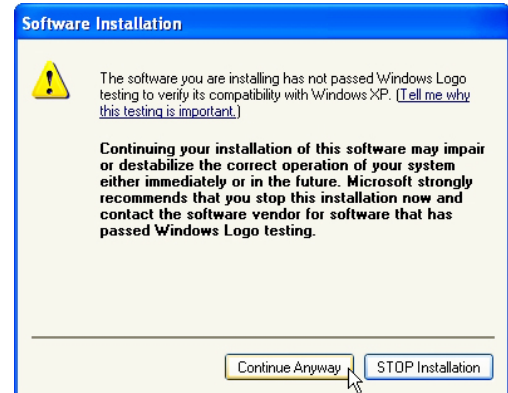 Software Installation
The software you are installing has not passed Windows Logo
testing to verify its compatibility with Windows XP. (Tell me why
this testing is important.)
Continuing your installation of this software may impair
or destabilize the correct operation of your system
either immediately or in the future. Microsoft strongly
recommends that you stop this installation now and
contact the software vendor for software that has
passed Windows Logo testing.
Continue Anyway
STOP Installation